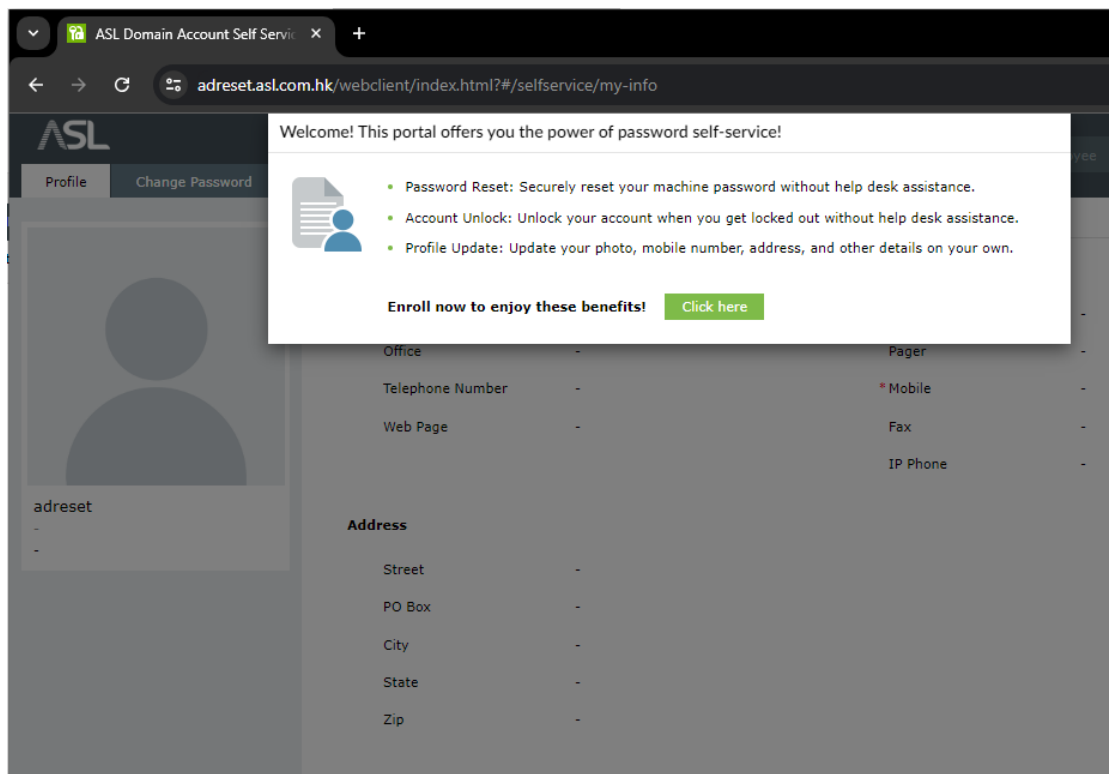 ASL Domain Account Self Servic
adreset.asl.com.hk/webclient/index.html?#/selfservice/my-info
ASL
Welcome! This portal offers you the power of password self-service!
Profile Change Password
Password Reset: Securely reset your machine password without help desk assistance.
Account Unlock: Unlock your account when you get locked out without help desk assistance.
Profile Update: Update your photo, mobile number, address, and other details on your own.
Enroll now to enjoy these benefits! Click here
-
Office - Pager -
Telephone Number - *Mobile -
Web Page - Fax -
IP Phone -
adreset
-
-
Address
Street -
PO Box -
City -
State -
Zip -